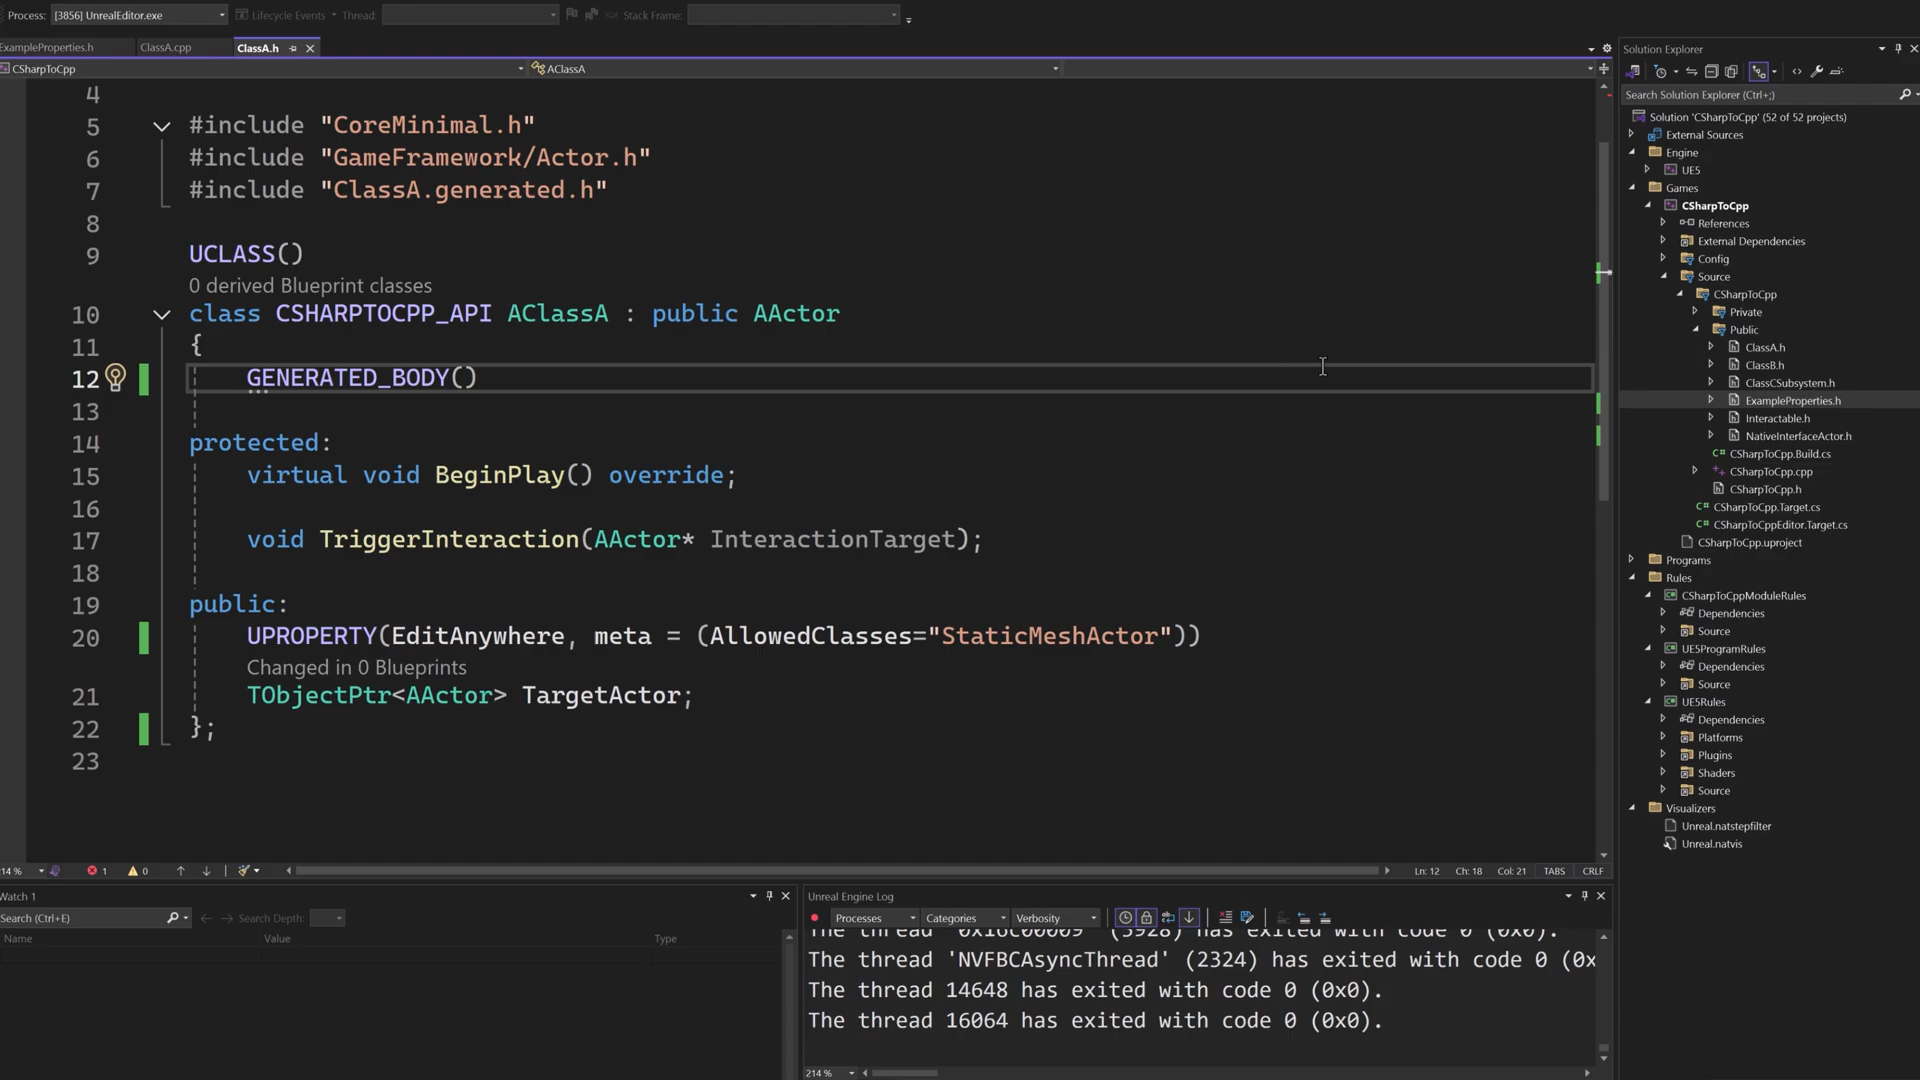 Process: [3856] UnrealEditor.exe Lifecycle Events Thread: Stack Frame:
ExampleProperties.h ClassA.cpp ClassA.h
CSharpToCpp AClassA
4
5 #include "CoreMinimal.h"
6 #include "GameFramework/Actor.h"
7 #include "ClassA.generated.h"
8
9 UCLASS()
0 derived Blueprint classes
10 class CSHARPTOCPP_API AClassA : public AActor
11 {
12 GENERATED_BODY()
13
14 protected:
15 virtual void BeginPlay() override;
16
17 void TriggerInteraction(AActor* InteractionTarget);
18
19 public:
20 UPROPERTY(EditAnywhere, meta = (AllowedClasses="StaticMeshActor"))
Changed in 0 Blueprints
21 TObjectPtr<AActor> TargetActor;
22 };
23
14 % 1 0 Ln: 12 Ch: 18 Col: 21 TABS CRLF
Watch 1
Search (Ctrl+E) Search Depth:
Name Value Type
Unreal Engine Log
Processes Categories Verbosity
The thread 'NVFBCAsyncThread' (2324) has exited with code 0 (0x
The thread 14648 has exited with code 0 (0x0).
The thread 16064 has exited with code 0 (0x0).
214 %
Solution Explorer
Search Solution Explorer (Ctrl+;)
Solution 'CSharpToCpp' (52 of 52 projects)
External Sources
Engine
UE5
Games
CSharpToCpp
References
External Dependencies
Config
Source
CSharpToCpp
Private
Public
ClassA.h
ClassB.h
ClassCSubsystem.h
ExampleProperties.h
Interactable.h
NativeInterfaceActor.h
CSharpToCpp.Build.cs
CSharpToCpp.cpp
CSharpToCpp.h
CSharpToCpp.Target.cs
CSharpToCppEditor.Target.cs
CSharpToCpp.uproject
Programs
Rules
CSharpToCppModuleRules
Dependencies
Source
UE5ProgramRules
Dependencies
Source
UE5Rules
Dependencies
Platforms
Plugins
Shaders
Source
Visualizers
Unreal.natstepfilter
Unreal.natvis